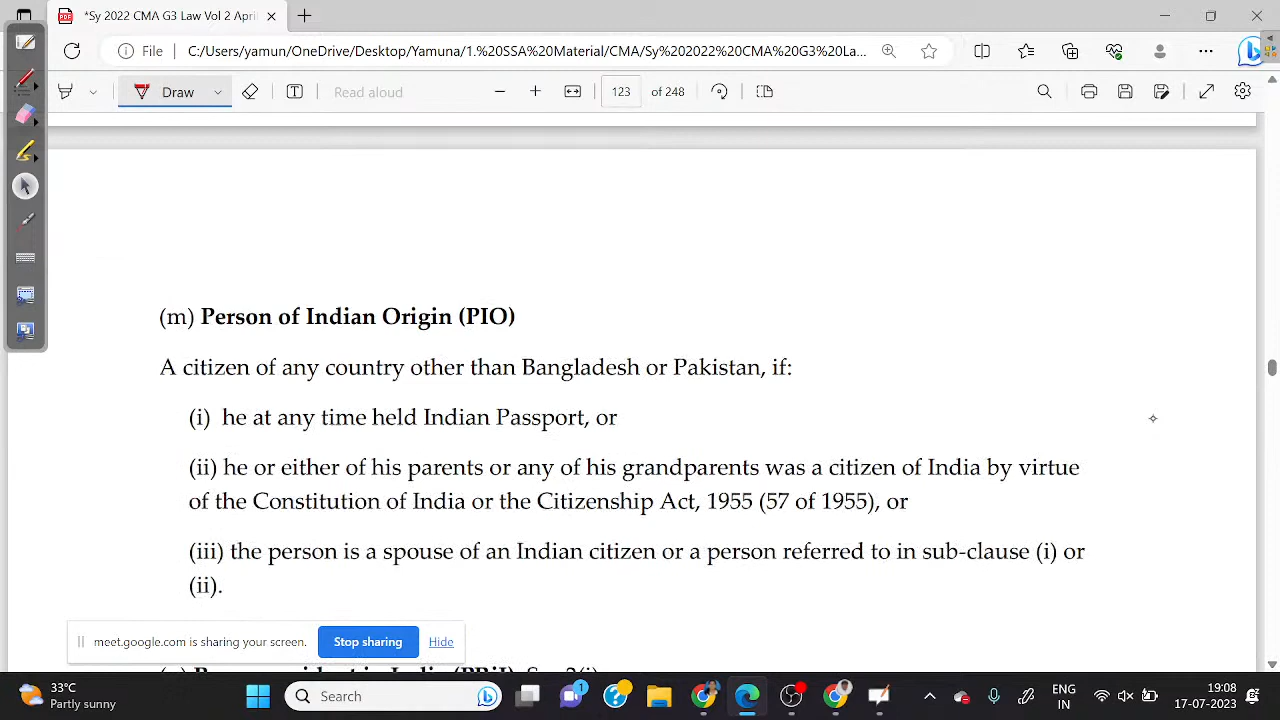 *Sy 2022 CMA G3 Law Vol 2 Apri
File
C:/Users/yamun/OneDrive/Desktop/Yamuna/1.%20SSA%20Material/CMA/Sy%202022%20CMA%20G3%20La...
Draw
Read aloud
123 of 248
(m) Person of Indian Origin (PIO)
A citizen of any country other than Bangladesh or Pakistan, if:
(i) he at any time held Indian Passport, or
(ii) he or either of his parents or any of his grandparents was a citizen of India by virtue
of the Constitution of India or the Citizenship Act, 1955 (57 of 1955), or
(iii) the person is a spouse of an Indian citizen or a person referred to in sub-clause (i) or
(ii).
meet.google.com is sharing your screen.
Stop sharing
Hide
33°C
Partly sunny
Search
1
ENG
IN
19:08
17-07-2023